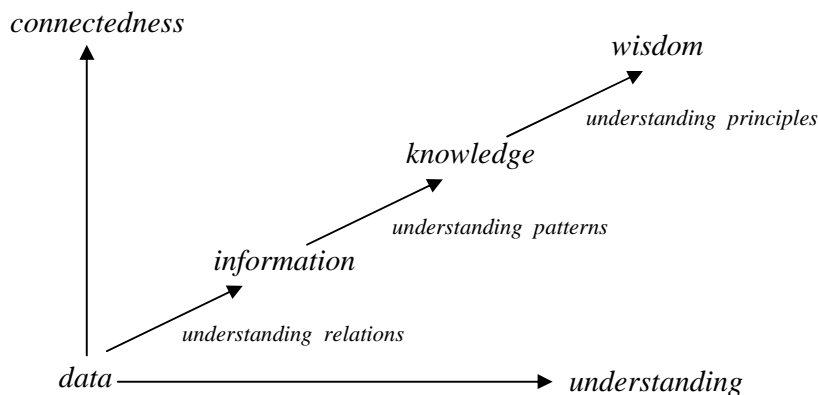 connectedness
wisdom
understanding principles
knowledge
understanding patterns
information
understanding relations
data
understanding